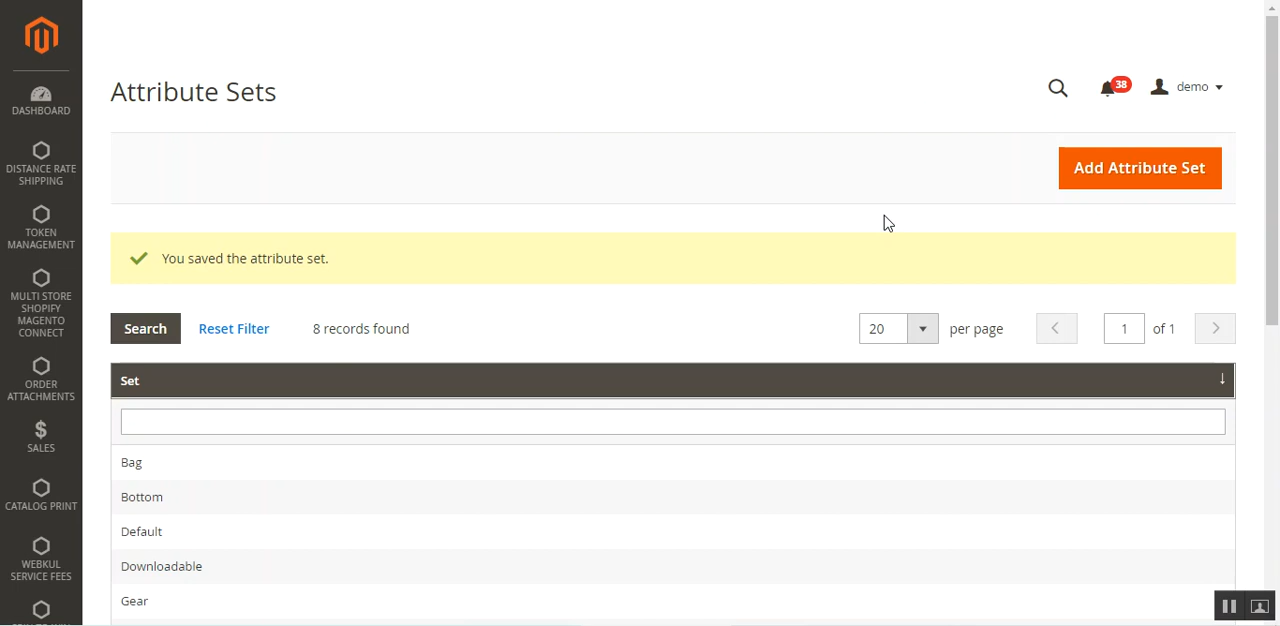 Attribute Sets
38
demo
DASHBOARD
DISTANCE RATE
SHIPPING
TOKEN
MANAGEMENT
MULTI STORE
SHOPIFY
MAGENTO
CONNECT
ORDER
ATTACHMENTS
SALES
CATALOG PRINT
WEBKUL
SERVICE FEES
Add Attribute Set
You saved the attribute set.
Search Reset Filter 8 records found 20 per page 1 of 1
Set ↓
Bag
Bottom
Default
Downloadable
Gear